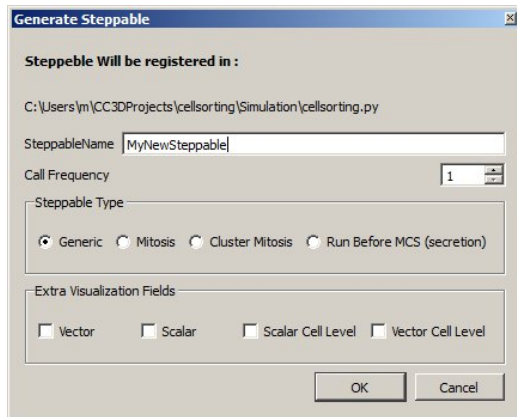 Generate Steppable
Steppeble Will be registered in :
C:\Users\m\CC3DProjects\cellsorting\Simulation\cellsorting.py
SteppableName MyNewSteppable
Call Frequency 1
Steppable Type
Generic Mitosis Cluster Mitosis Run Before MCS (secretion)
Extra Visualization Fields
Vector Scalar Scalar Cell Level Vector Cell Level
OK Cancel